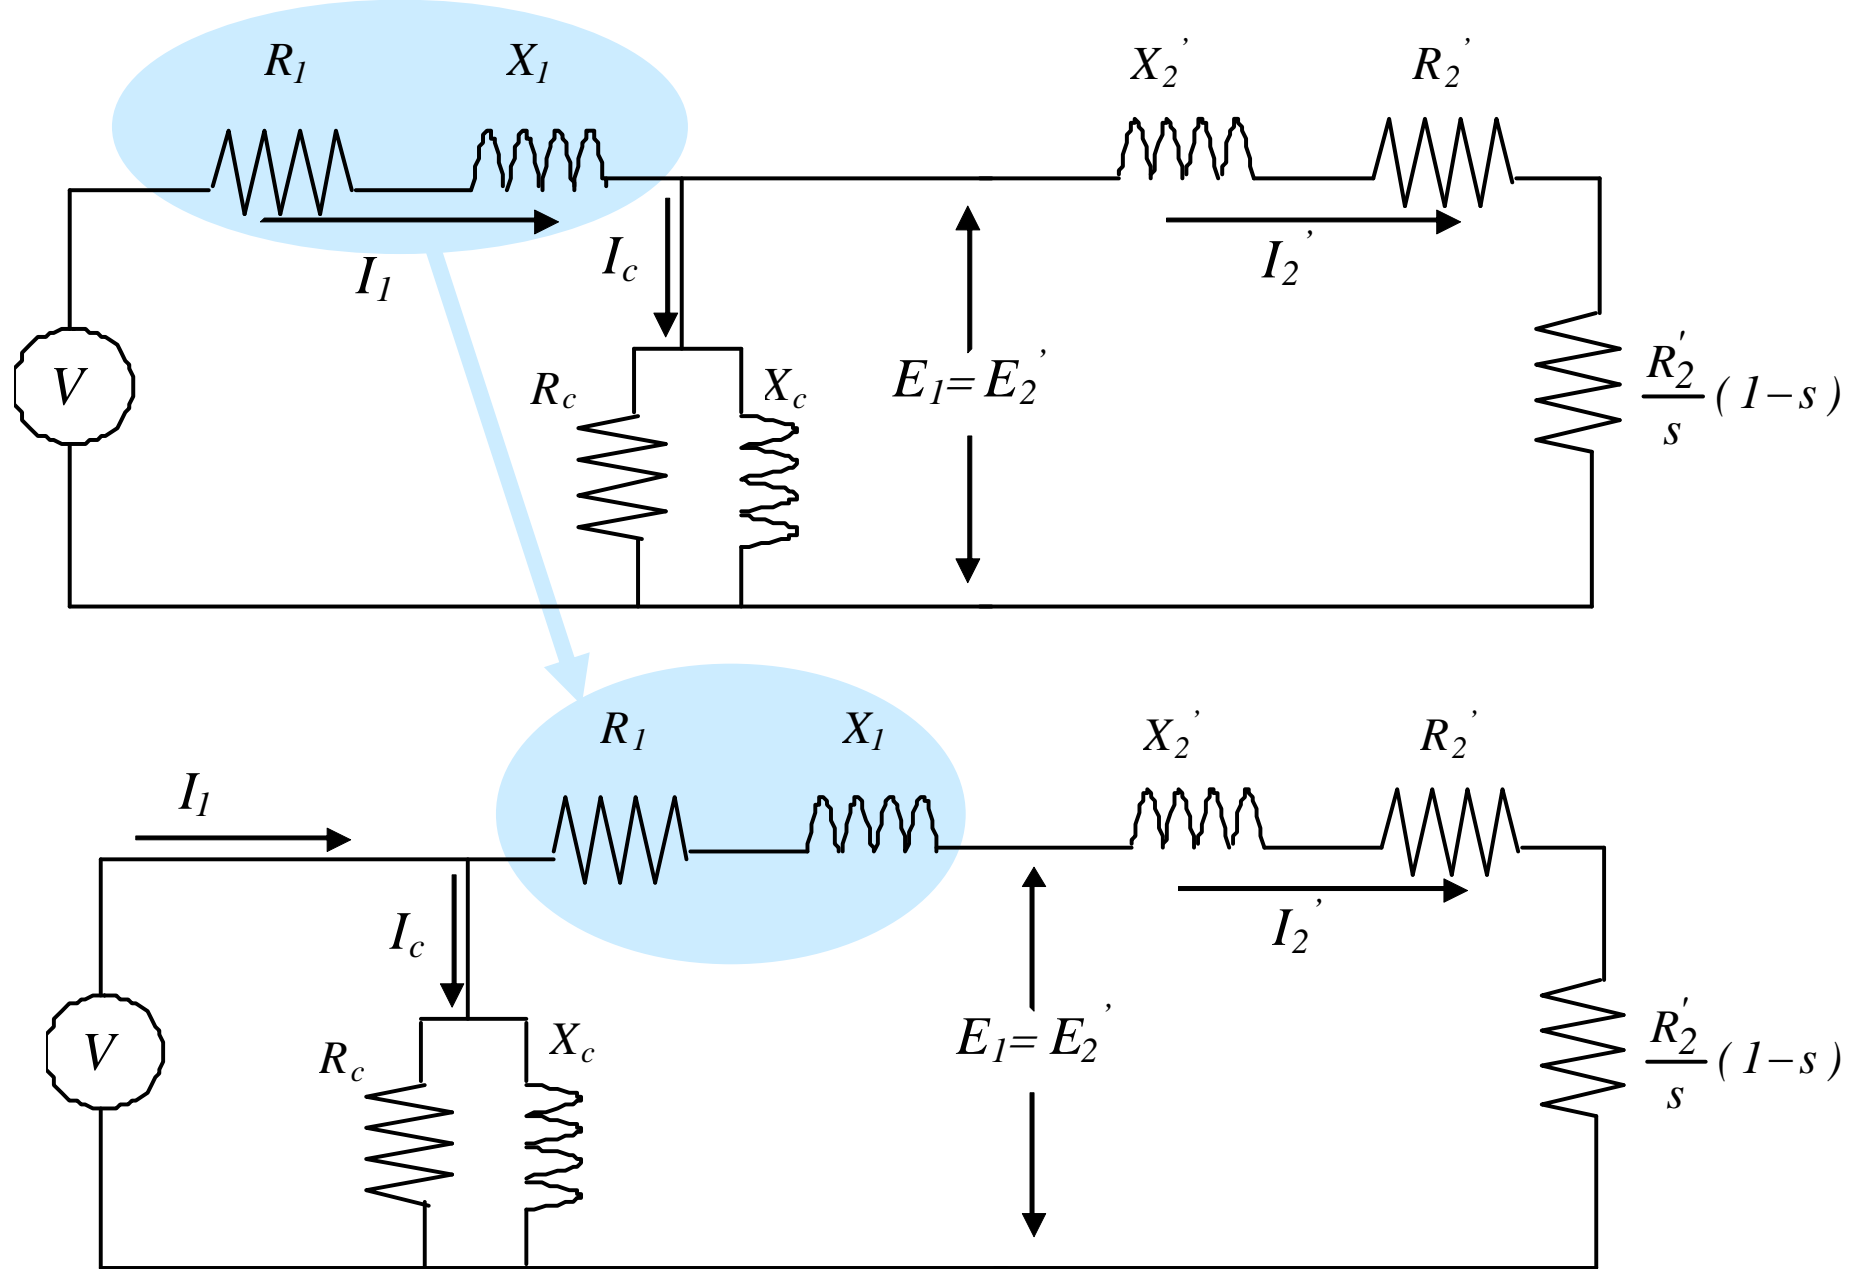 R1 X1 X2' R2'
I1 Ic I2'
V Rc Xc E1=E2' R2'/s (1-s)
R1 X1 X2' R2'
I1
Ic I2'
V Rc Xc E1=E2' R2'/s (1-s)